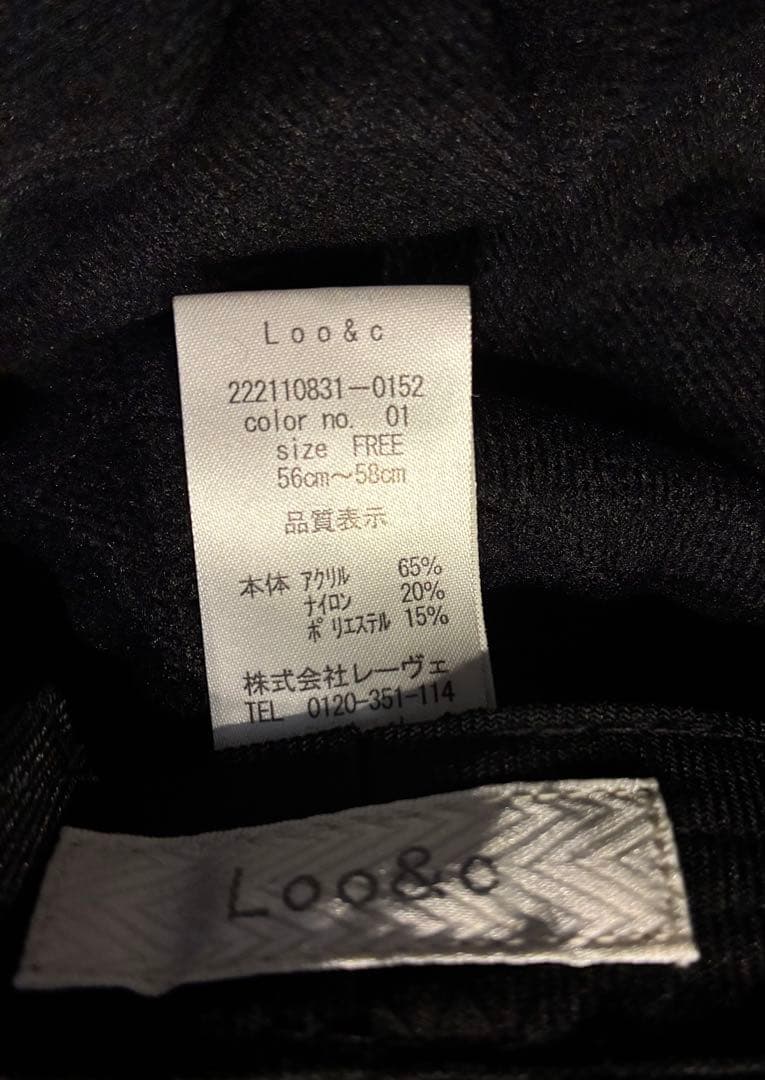 Loo&c
222110831-0152
color no. 01
size FREE
56cm～58cm
品質表示
本体 アクリル 65%
ナイロン 20%
ポリエステル 15%
株式会社レーヴェ
TEL 0120-351-114
Loo&c